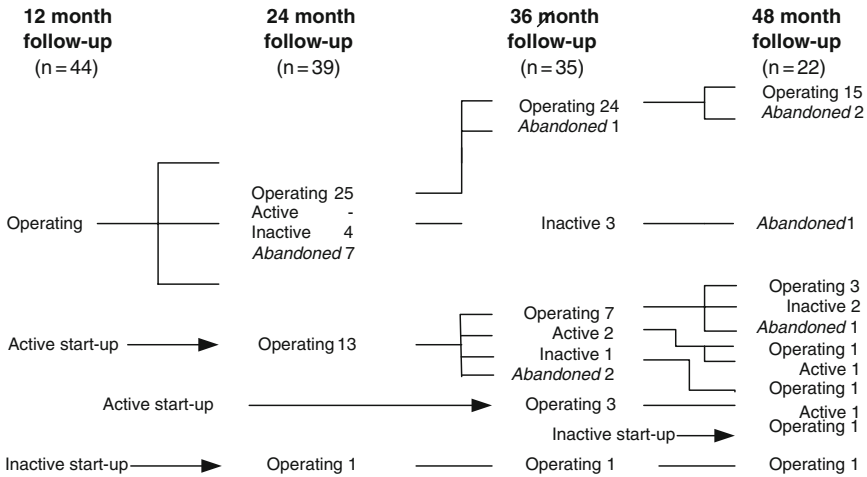 12 month
follow-up
(n = 44)
24 month
follow-up
(n = 39)
36 month
follow-up
(n = 35)
48 month
follow-up
(n = 22)
Operating
Operating 25
Active -
Inactive 4
Abandoned 7
Operating 24
Abandoned 1
Operating 15
Abandoned 2
Inactive 3
Abandoned 1
Active start-up
Operating 13
Operating 7
Active 2
Inactive 1
Abandoned 2
Operating 3
Inactive 2
Abandoned 1
Operating 1
Active 1
Operating 1
Active start-up
Operating 3
Active 1
Inactive start-up
Operating 1
Inactive start-up
Operating 1
Operating 1
Operating 1